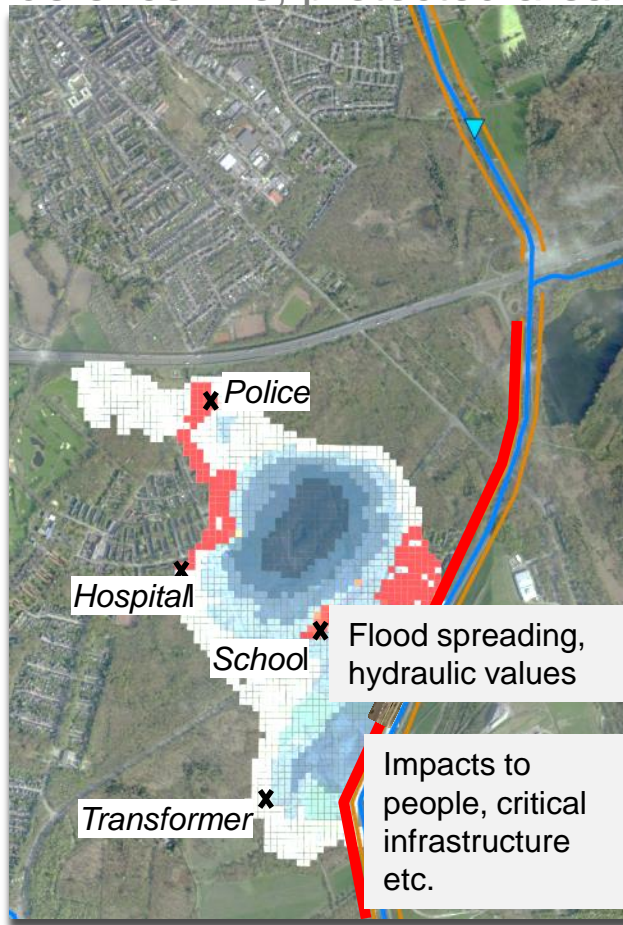 Police
Hospital
School
Flood spreading,
hydraulic values
Impacts to
people, critical
infrastructure
etc.
Transformer